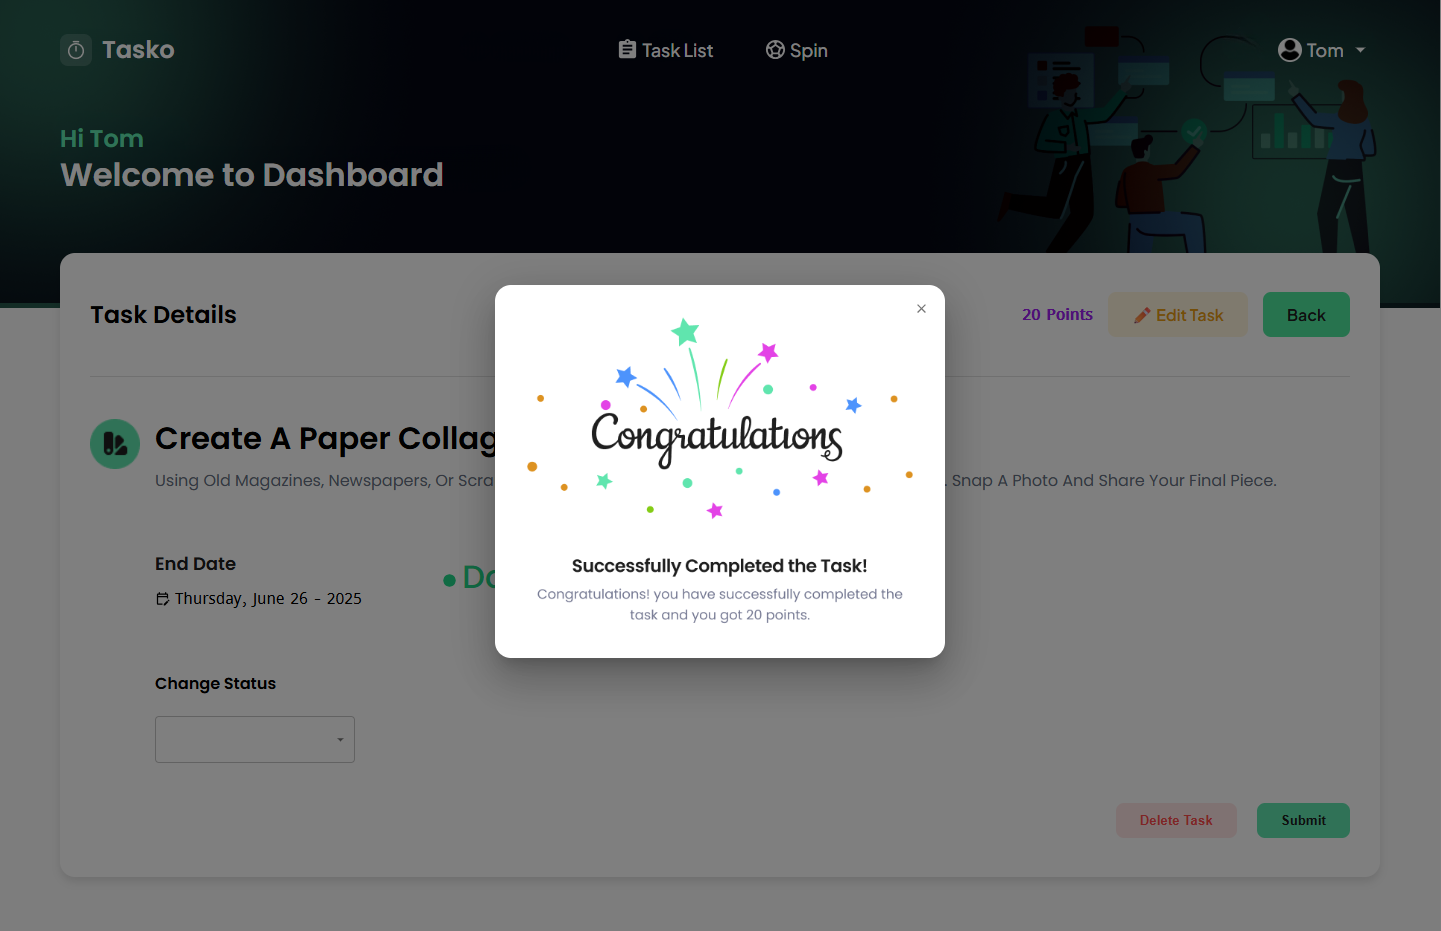 Tasko
Task List
Spin
Tom
Hi Tom
Welcome to Dashboard
Task Details
20 Points
Edit Task
Back
Create A Paper
Using Old Magazines, Newspapers, Or
Snap A Photo And Share Your Final Piece.
End Date
Thursday, June 26 - 2025
Change Status
Delete Task
Submit
×
Congratulations
Successfully Completed the Task!
Congratulations! you have successfully completed the
task and you got 20 points.